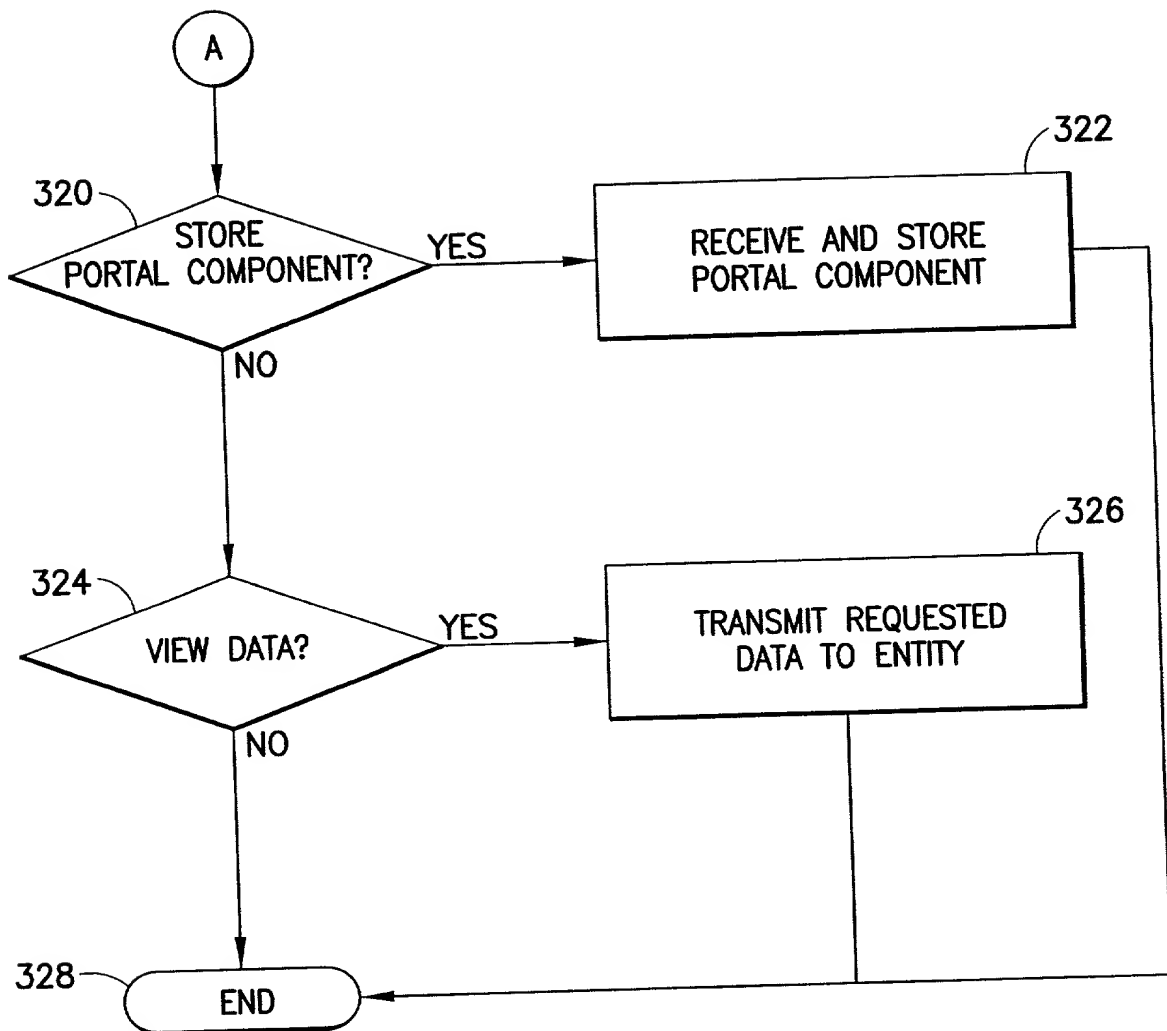 A
320
STORE
PORTAL COMPONENT?
YES
322
RECEIVE AND STORE
PORTAL COMPONENT
NO
324
VIEW DATA?
YES
326
TRANSMIT REQUESTED
DATA TO ENTITY
NO
328
END